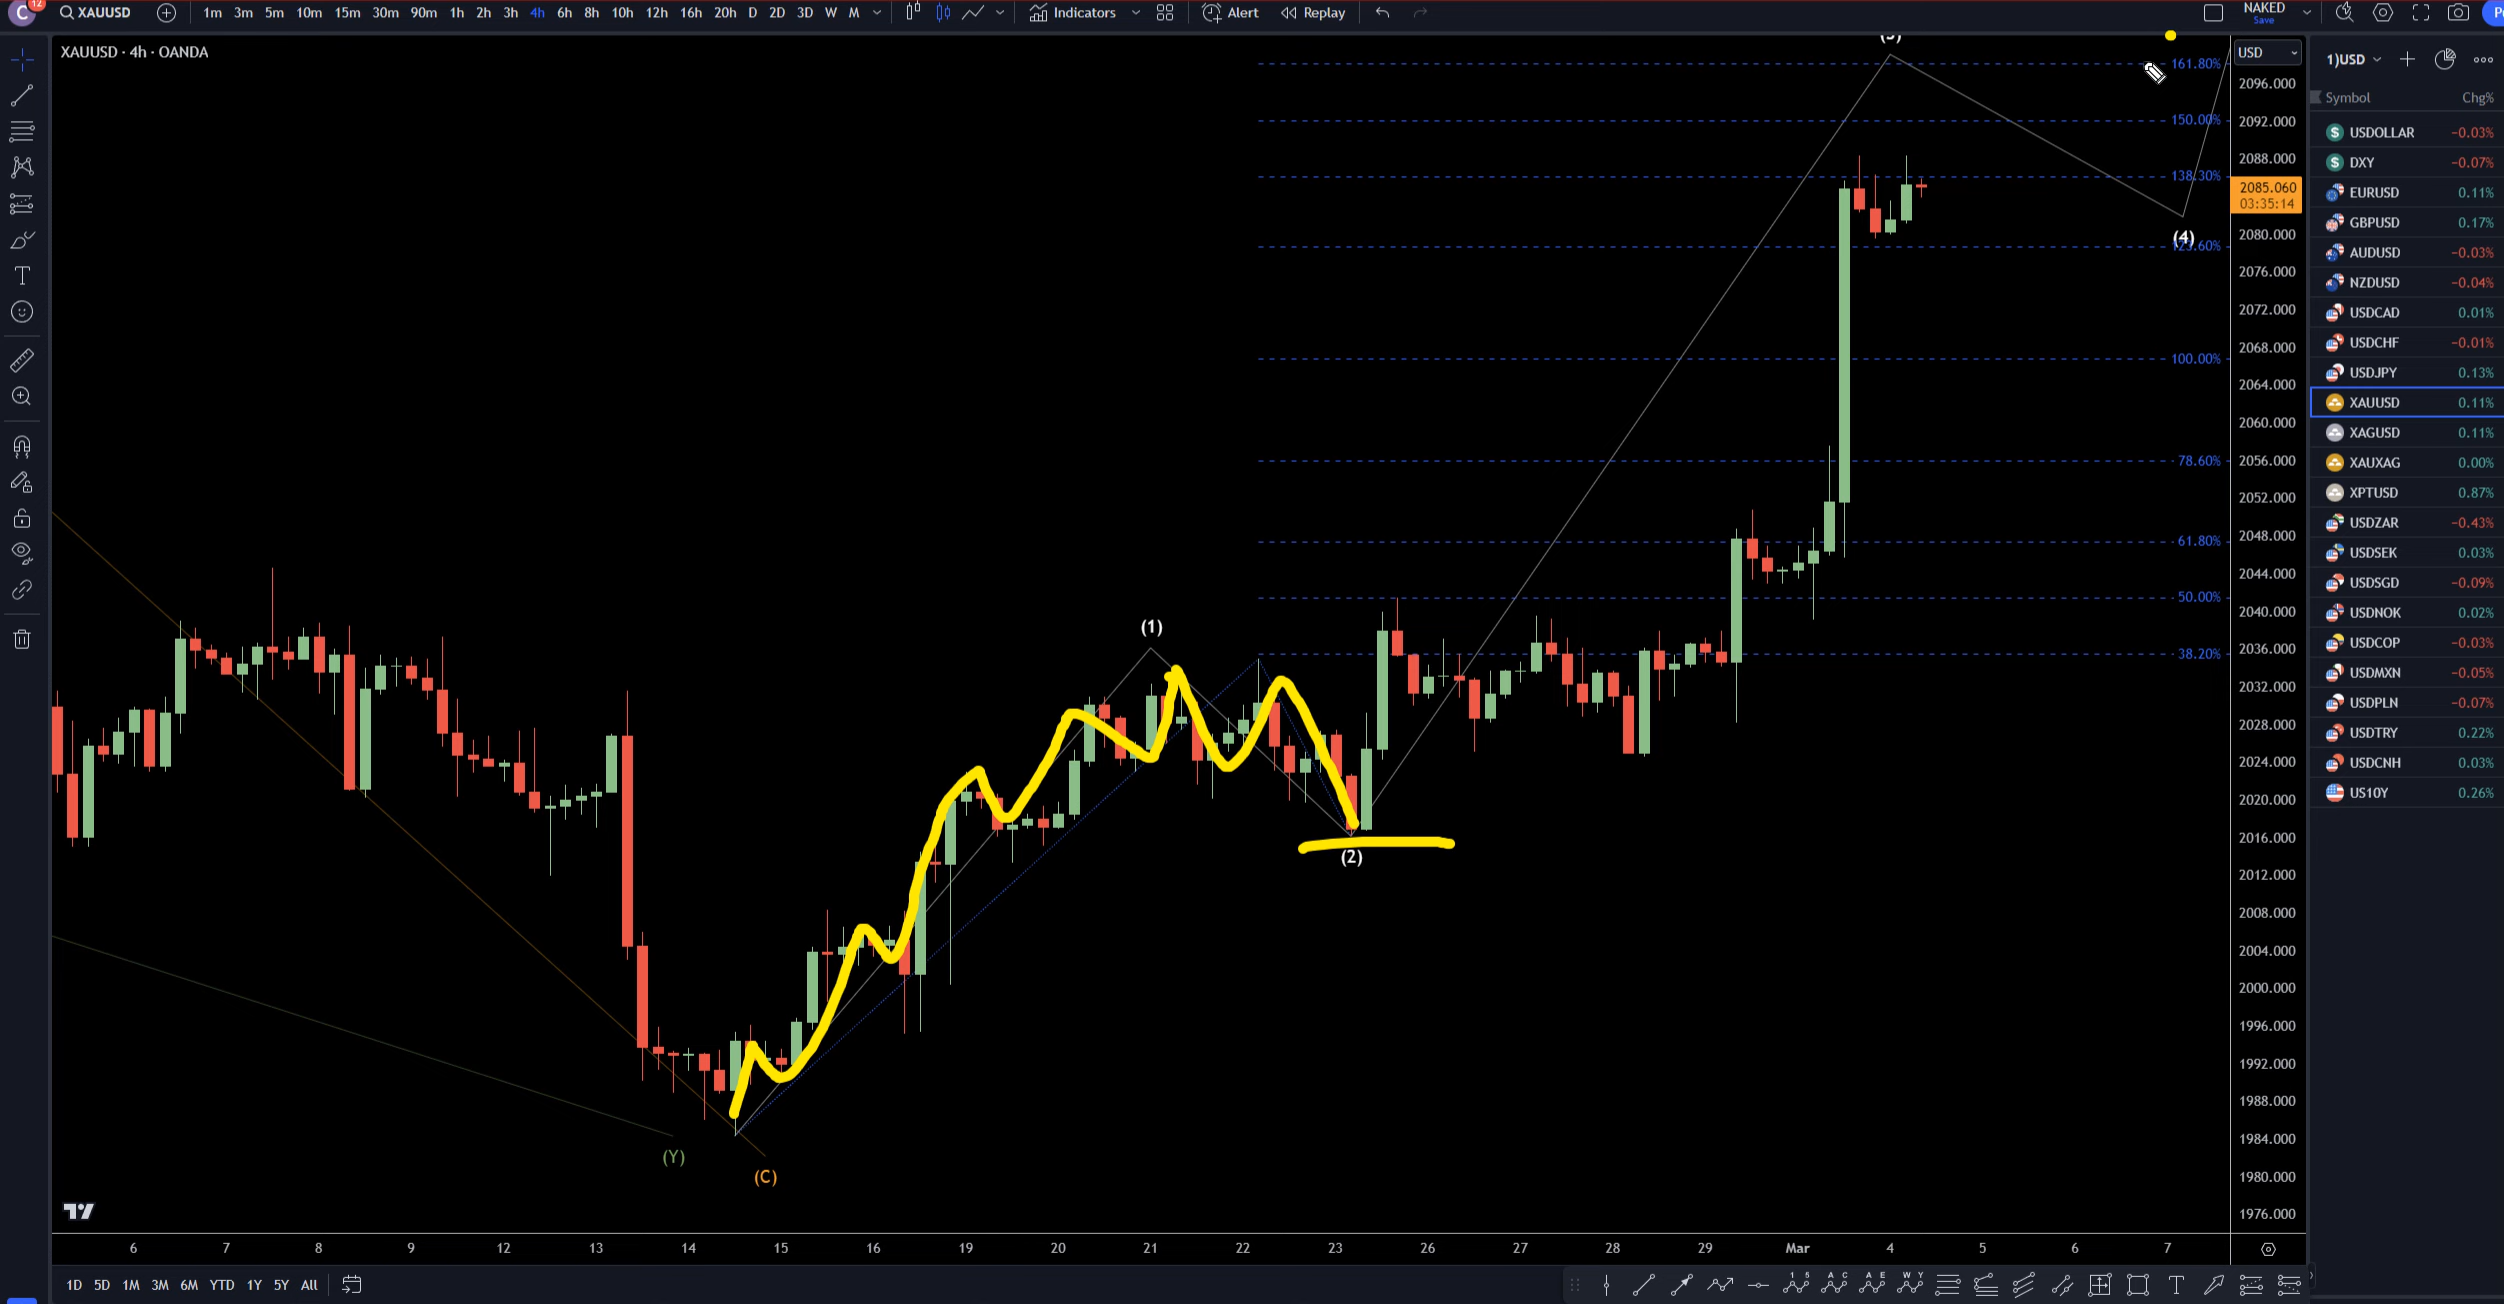 C 12 XAUUSD 1m 3m 5m 10m 15m 30m 90m 1h 2h 3h 4h 6h 8h 10h 12h 16h 20h D 2D 3D W M Indicators Alert Replay NAKED
Save
XAUUSD · 4h · OANDA
USD
1)USD
Symbol Chg%
USDOLLAR −0.03%
DXY −0.07%
EURUSD 0.11%
GBPUSD 0.17%
AUDUSD −0.03%
NZDUSD −0.04%
USDCAD 0.01%
USDCHF −0.01%
USDJPY 0.13%
XAUUSD 0.11%
XAGUSD 0.11%
XAUXAG 0.00%
XPTUSD 0.87%
USDZAR −0.43%
USDSEK 0.03%
USDSGD −0.09%
USDNOK 0.02%
USDCOP −0.03%
USDMXN −0.05%
USDPLN −0.07%
USDTRY 0.22%
USDCNH 0.03%
US10Y 0.26%
161.80%
150.00%
138.30%
123.60%
100.00%
78.60%
61.80%
50.00%
38.20%
2096.000
2092.000
2088.000
2085.060
03:35:14
2080.000
2076.000
2072.000
2068.000
2064.000
2060.000
2056.000
2052.000
2048.000
2044.000
2040.000
2036.000
2032.000
2028.000
2024.000
2020.000
2016.000
2012.000
2008.000
2004.000
2000.000
1996.000
1992.000
1988.000
1984.000
1980.000
1976.000
(4)
(1)
(2)
(Y)
(C)
6 7 8 9 12 13 14 15 16 19 20 21 22 23 26 27 28 29 Mar 4 5 6 7
1D 5D 1M 3M 6M YTD 1Y 5Y All